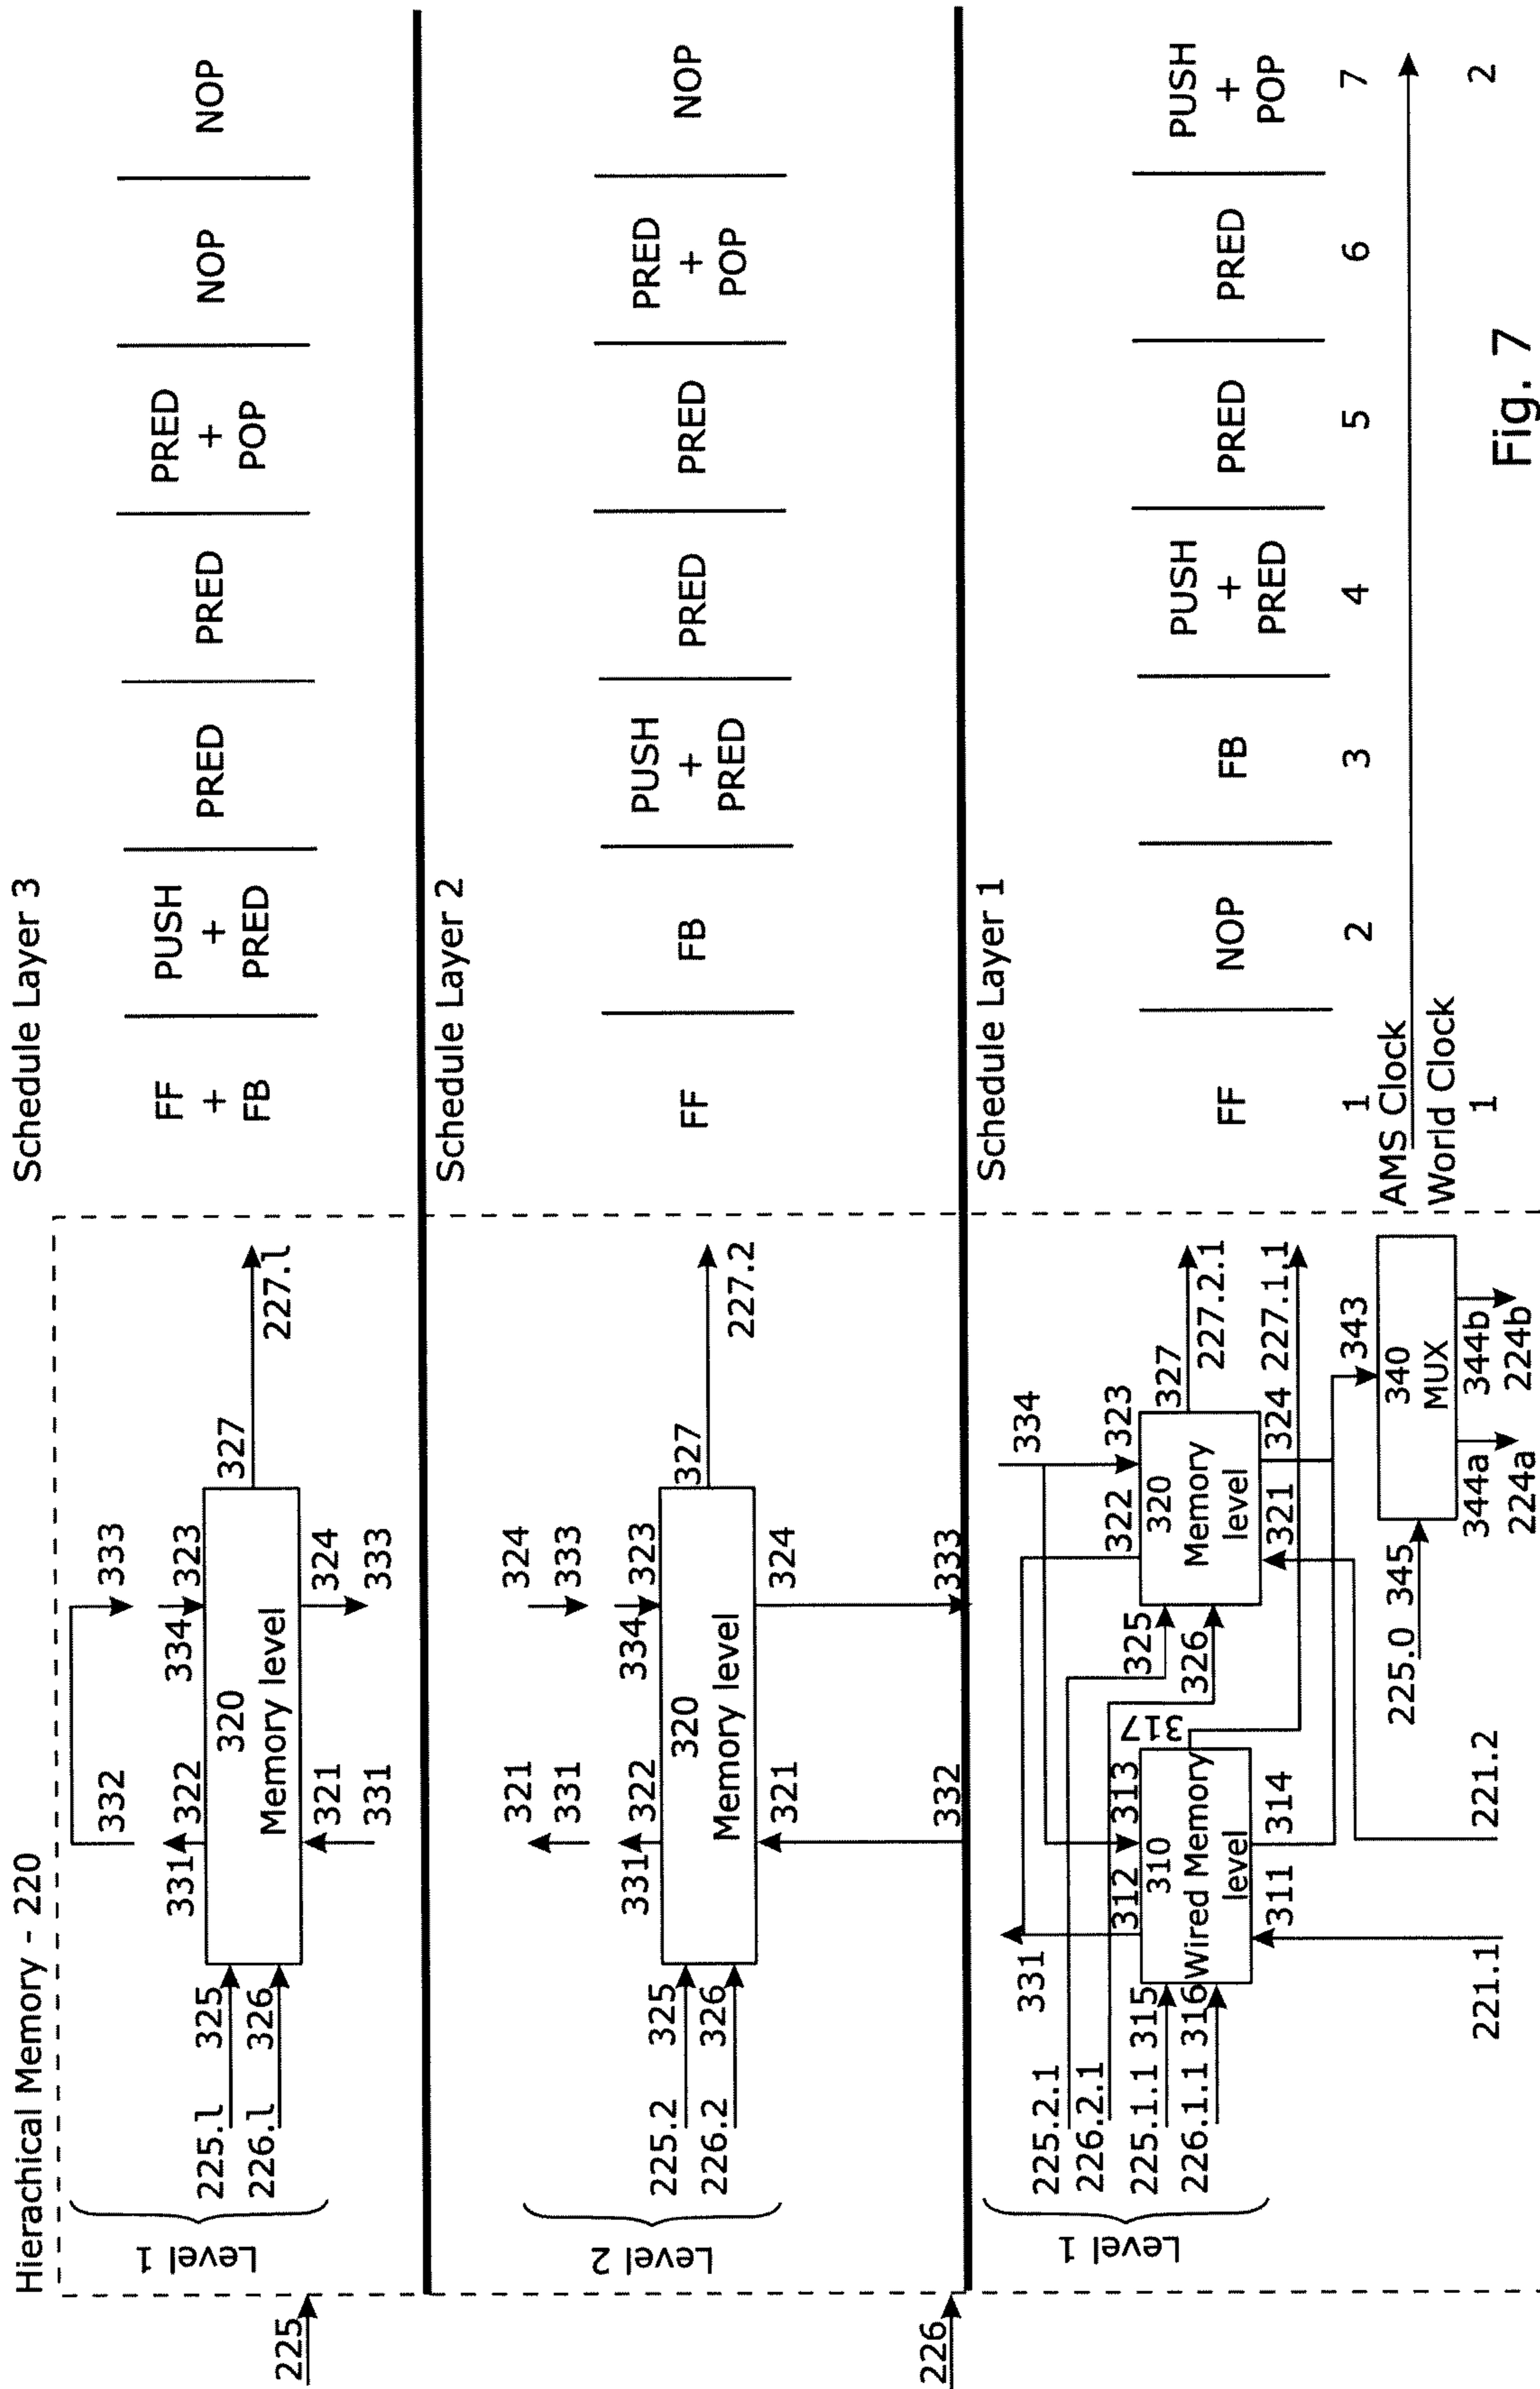 Hierachical Memory - 220
Schedule Layer 3
225
Level 1
225.l 325
226.l 326
332
333
331 322
334 323
320
Memory level
321
331
324
333
327
227.l
FF
+
FB
PUSH
+
PRED
PRED
PRED
PRED
+
POP
NOP
NOP
Schedule Layer 2
226
Level 2
225.2 325
226.2 326
321
331
324
333
331 322
334 323
320
Memory level
321
332
324
333
327
227.2
FF
FB
PUSH
+
PRED
PRED
PRED
PRED
+
POP
NOP
Schedule Layer 1
Level 1
225.2.1
226.2.1
225.1.1 315
226.1.1 316
331
334
312 313
310
Wired Memory
level
317
311 314
322 323
325
326
320
Memory
level
327
227.2.1
321 324 227.1.1
343
225.0 345
340
MUX
344a 344b
224a 224b
221.1
221.2
FF
NOP
FB
PUSH
+
PRED
PRED
PRED
PUSH
+
POP
1 2 3 4 5 6 7
AMS Clock
World Clock
1 2
Fig. 7